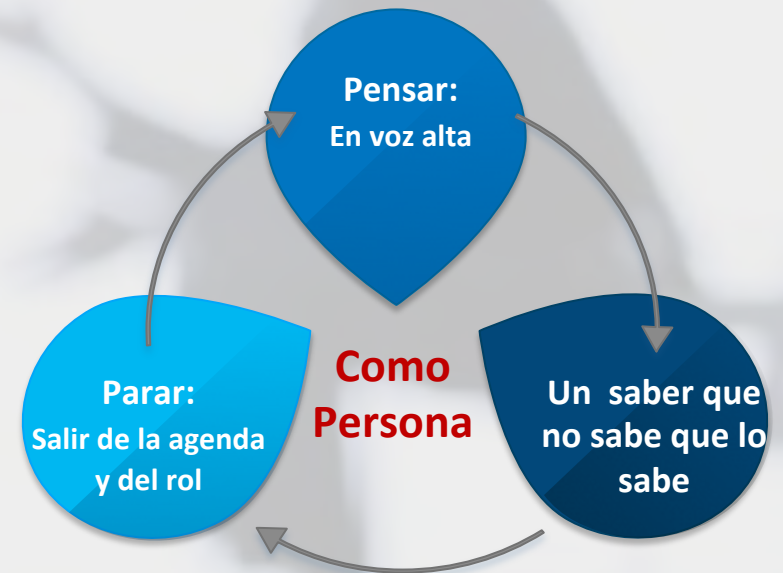 Pensar:
En voz alta
Como
Persona
Parar:
Salir de la agenda
y del rol
Un saber que
no sabe que lo
sabe